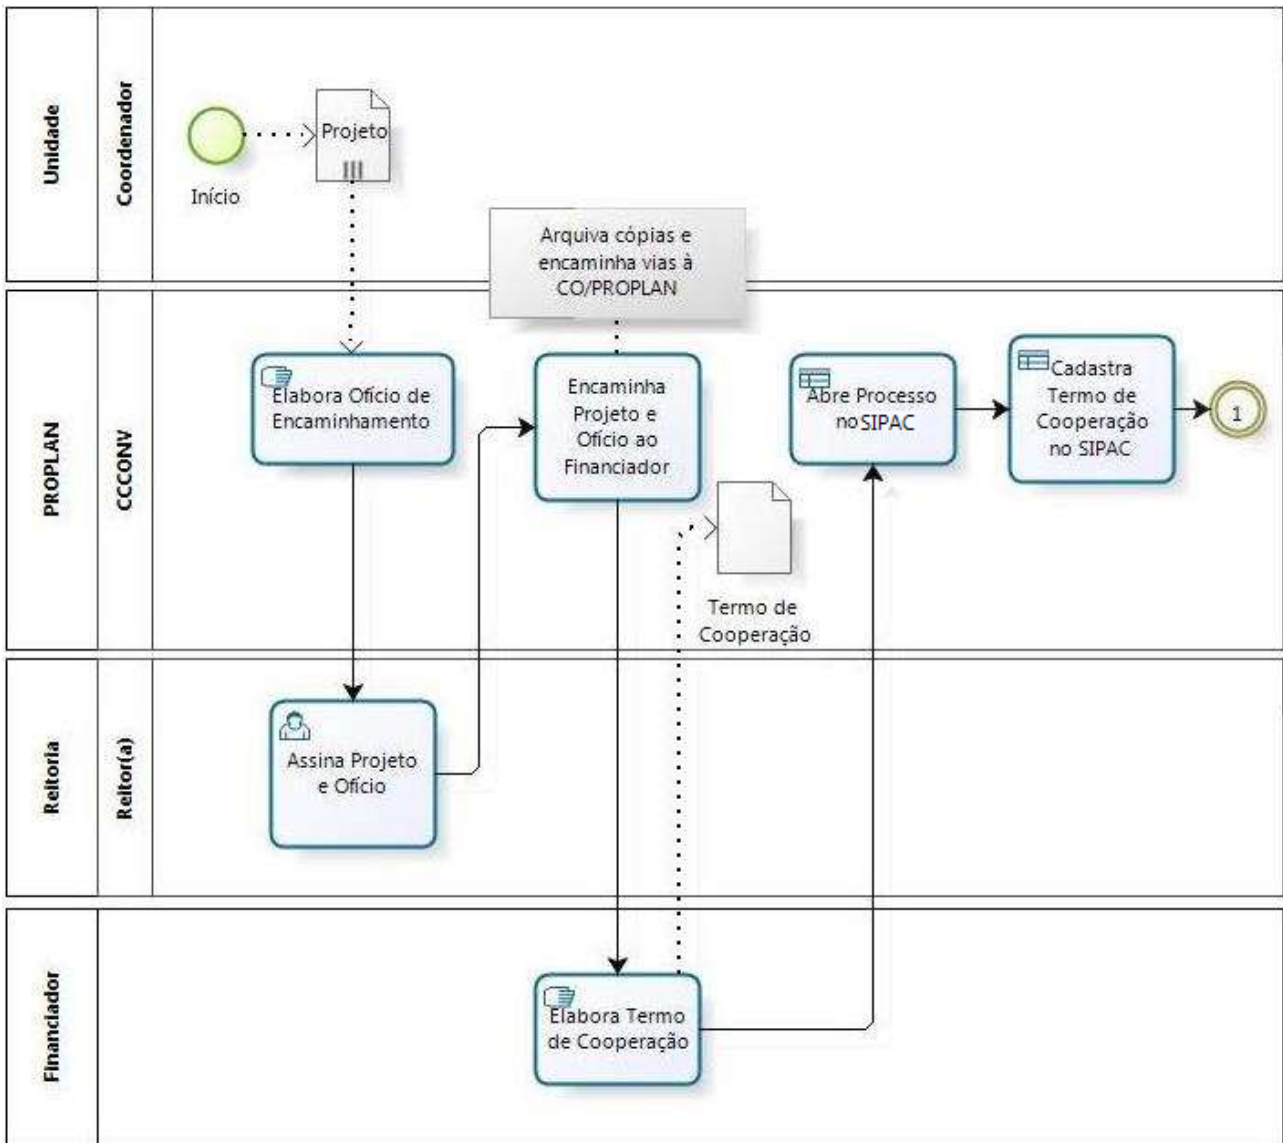 Unidade
Coordenador
Início
Projeto
Arquiva cópias e
encaminha vias à
CO/PROPLAN
PROPLAN
CCCONV
Elabora Ofício de
Encaminhamento
Encaminha
Projeto e
Ofício ao
Financiador
Abre Processo
no SIPAC
Cadastra
Termo de
Cooperação
no SIPAC
1
Termo de
Cooperação
Reitoria
Reitor(a)
Assina Projeto
e Ofício
Financiador
Elabora Termo
de Cooperação